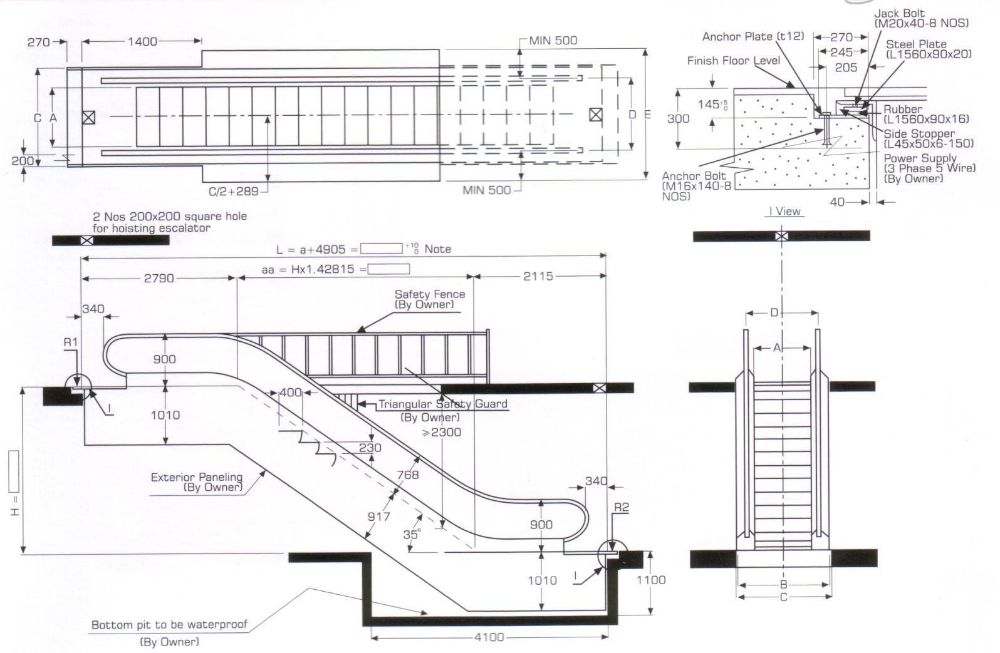 270
1400
MIN 500
C
A
D
E
200
C/2+289
MIN 500
Jack Bolt
(M20x40-8 NOS)
Anchor Plate (t12)
270
Steel Plate
(L1560x90x20)
245
Finish Floor Level
205
145 +5 0
300
Rubber
(L1560x90x16)
Side Stopper
(L45x50x6-150)
Power Supply
(3 Phase 5 Wire)
(By Owner)
Anchor Bolt
(M16x140-8
NOS)
40
I View
2 Nos 200x200 square hole
for hoisting escalator
L = a+4905 = +10 0 Note
aa = Hx1.42815 =
2790
2115
Safety Fence
(By Owner)
340
R1
900
400
I
1010
Triangular Safety Guard
(By Owner)
≥2300
230
Exterior Paneling
(By Owner)
768
340
H =
917
35°
900
R2
I
1010
1100
Bottom pit to be waterproof
(By Owner)
4100
D
A
B
C